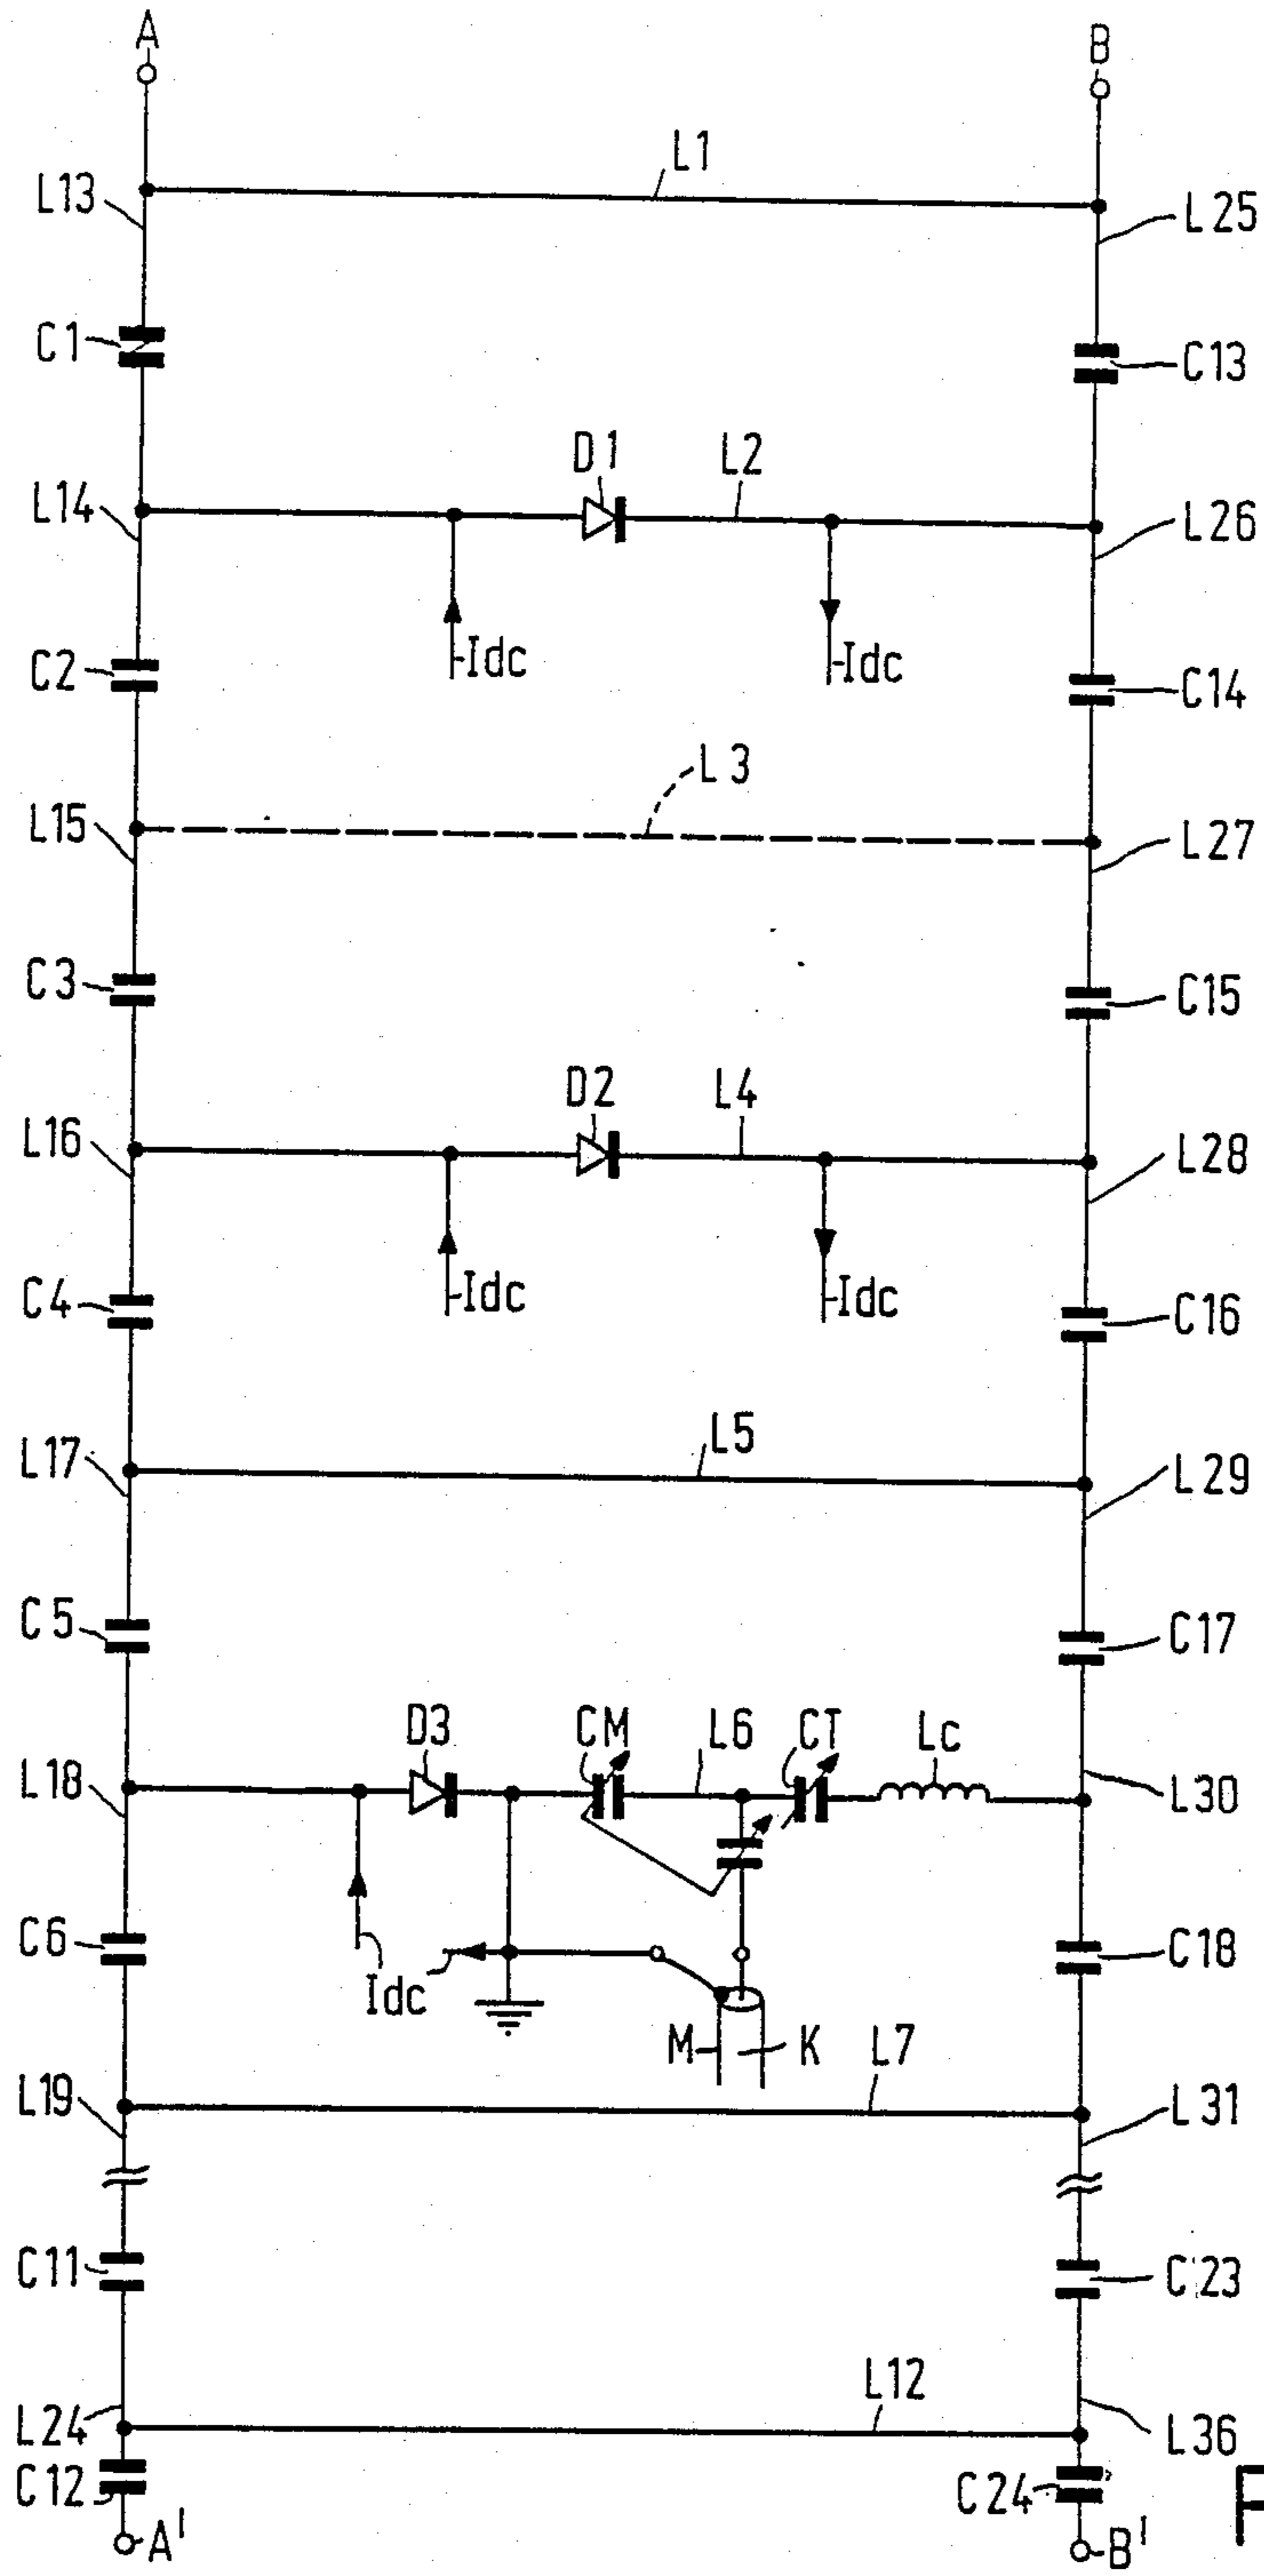 A B
L1
L13 L25
C1 C13
D1 L2
L14 L26
Idc Idc
C2 C14
L3
L15 L27
C3 C15
D2 L4
L16 L28
Idc Idc
C4 C16
L5
L17 L29
C5 C17
D3 CM L6 CT Lc
L18 L30
C6 C18
Idc
M K L7
L19 L31
C11 C23
L12
L24 L36
C12 C24
A' B'